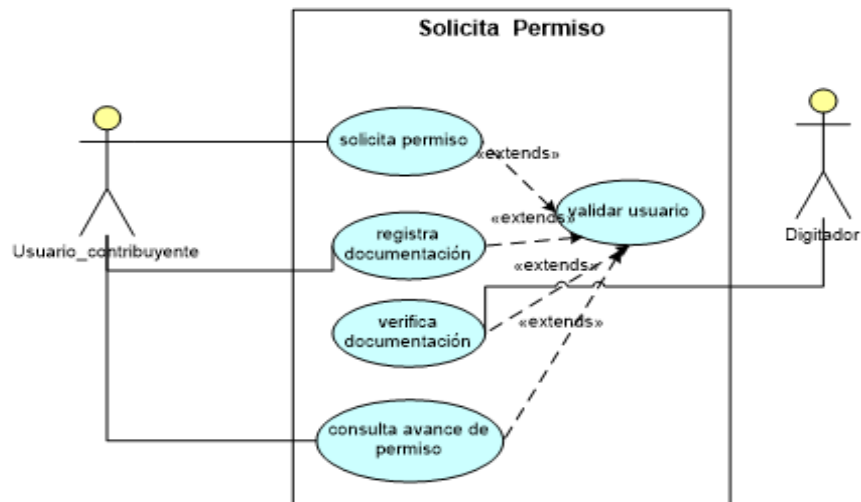 Solicita Permiso
solicita permiso
«extends»
validar usuario
«extends»
registra
documentación
Usuario_contribuyente
Digitador
«extends»
verifica
documentación
«extends»
consulta avance de
permiso